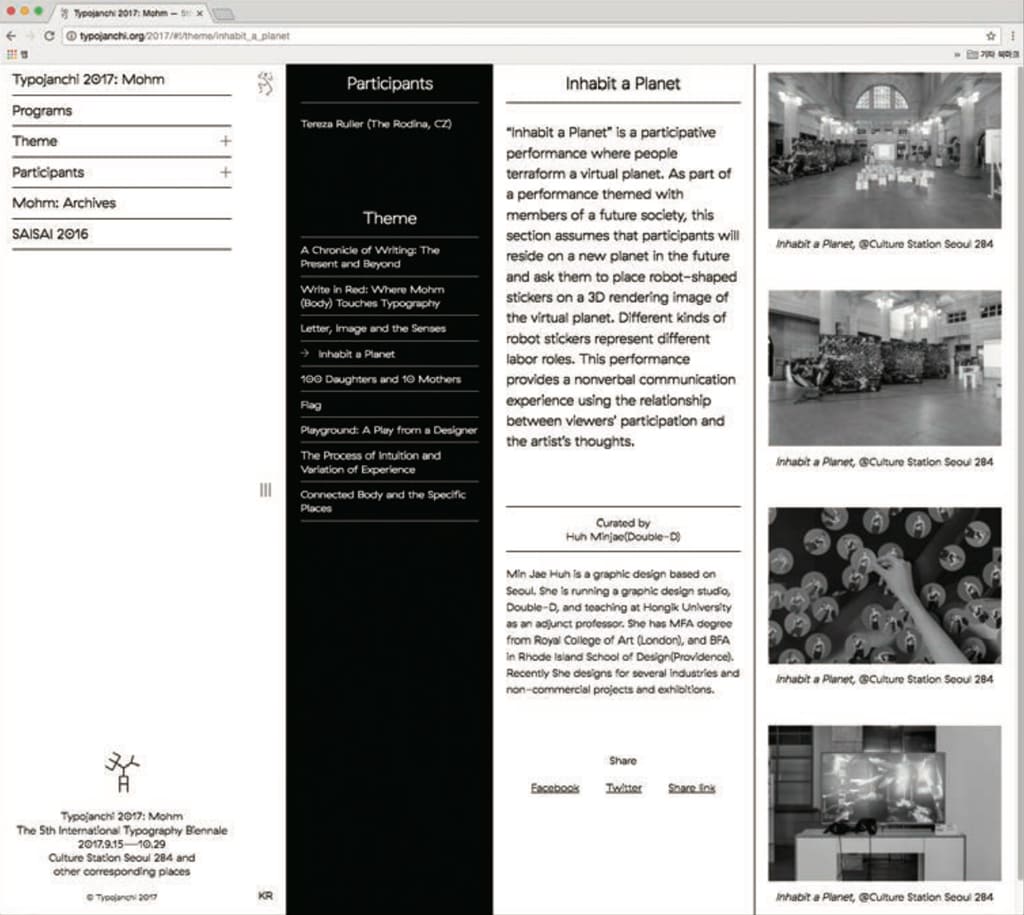 Typojanchi 2017: Mohm — 5th
typojanchi.org/2017/#!/theme/inhabit_a_planet
앱
» 기타 북마크
Typojanchi 2017: Mohm
Programs
Theme +
Participants +
Mohm: Archives
SAISAI 2016
Typojanchi 2017: Mohm
The 5th International Typography Biennale
2017.9.15—10.29
Culture Station Seoul 284 and
other corresponding places
© Typojanchi 2017
KR
Participants
Tereza Ruller (The Rodina, CZ)
Theme
A Chronicle of Writing: The
Present and Beyond
Write in Red: Where Mohm
(Body) Touches Typography
Letter, Image and the Senses
→ Inhabit a Planet
100 Daughters and 10 Mothers
Flag
Playground: A Play from a Designer
The Process of Intuition and
Variation of Experience
Connected Body and the Specific
Places
Inhabit a Planet
“Inhabit a Planet” is a participative
performance where people
terraform a virtual planet. As part of
a performance themed with
members of a future society, this
section assumes that participants will
reside on a new planet in the future
and ask them to place robot-shaped
stickers on a 3D rendering image of
the virtual planet. Different kinds of
robot stickers represent different
labor roles. This performance
provides a nonverbal communication
experience using the relationship
between viewers’ participation and
the artist’s thoughts.
Curated by
Huh Minjae(Double-D)
Min Jae Huh is a graphic design based on
Seoul. She is running a graphic design studio,
Double-D, and teaching at Hongik University
as an adjunct professor. She has MFA degree
from Royal College of Art (London), and BFA
in Rhode Island School of Design(Providence).
Recently She designs for several industries and
non-commercial projects and exhibitions.
Share
Facebook Twitter Share link
Inhabit a Planet, @Culture Station Seoul 284
Inhabit a Planet, @Culture Station Seoul 284
Inhabit a Planet, @Culture Station Seoul 284
Inhabit a Planet, @Culture Station Seoul 284